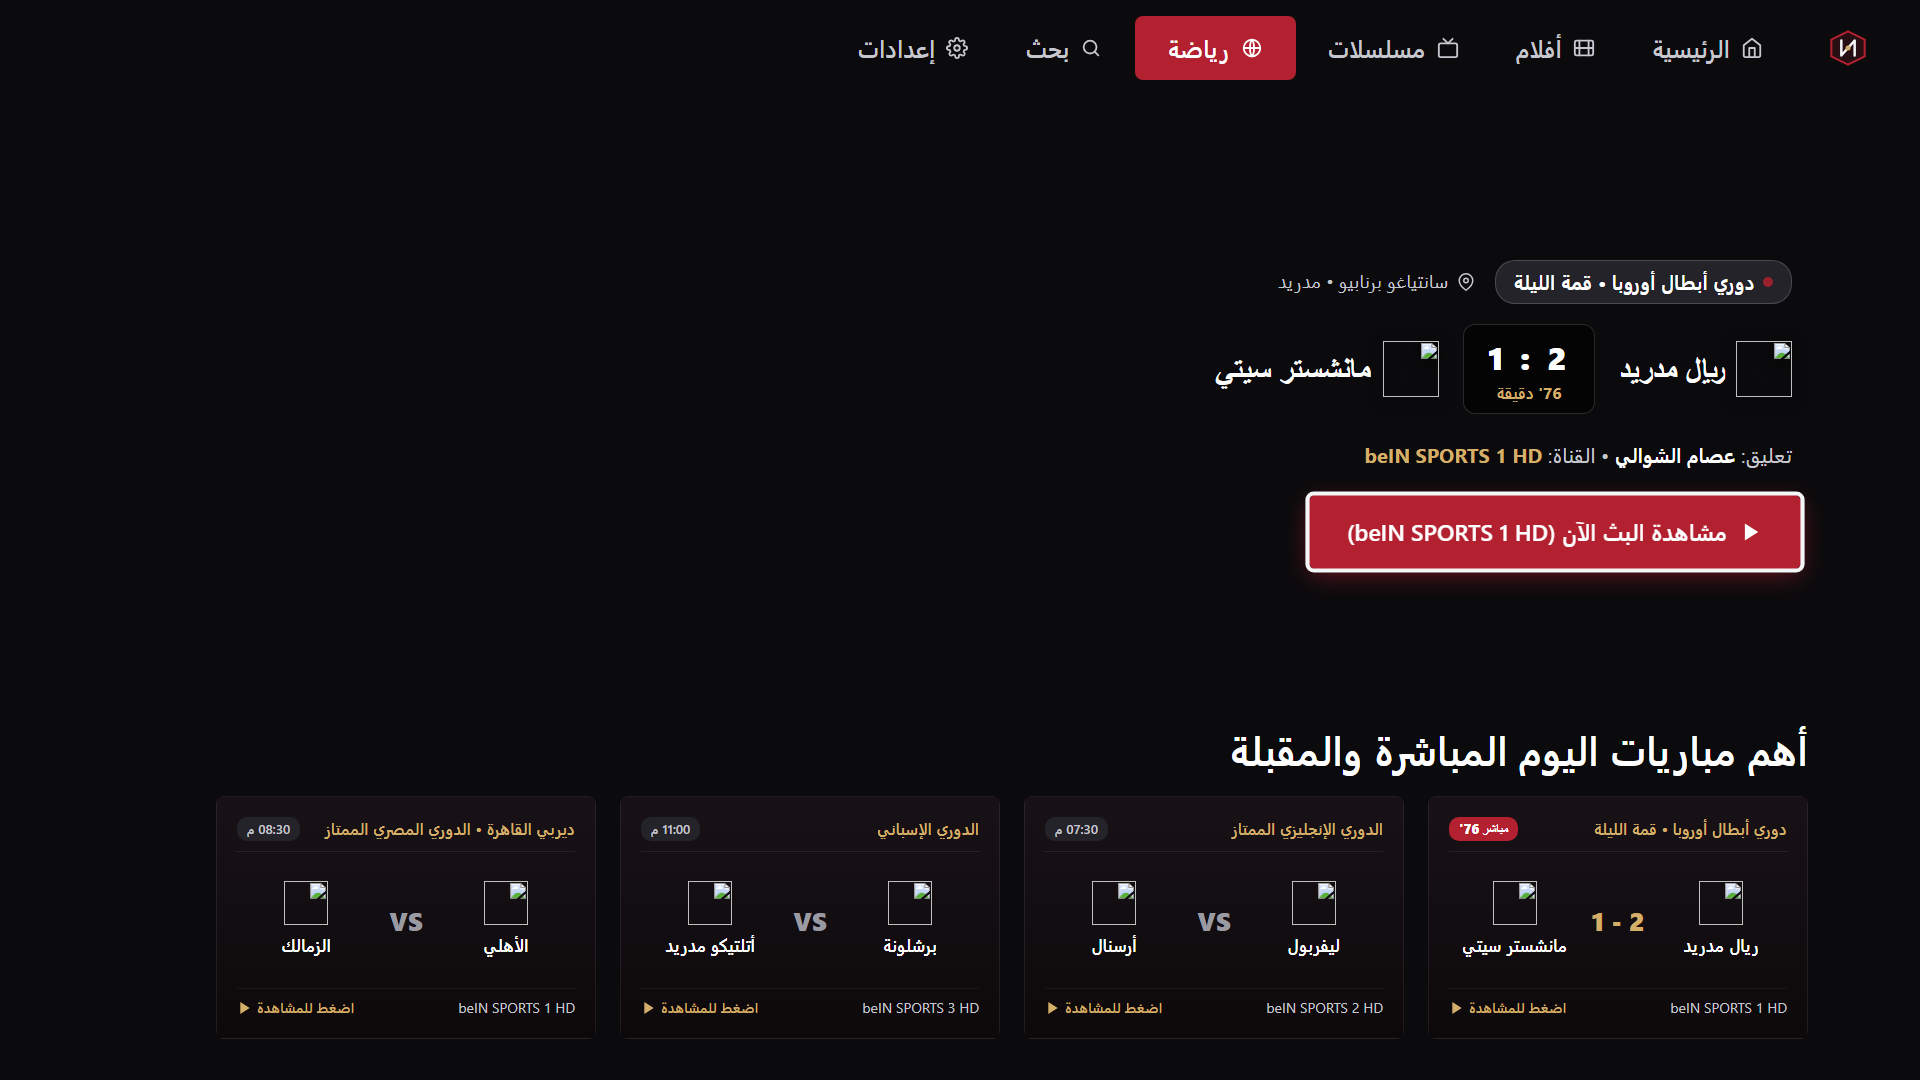 الرئيسية
أفلام
مسلسلات
رياضة
بحث
إعدادات
دوري أبطال أوروبا • قمة الليلة
سانتياغو برنابيو • مدريد
ريال مدريد
2 : 1
76' دقيقة
مانشستر سيتي
تعليق: عصام الشوالي • القناة: beIN SPORTS 1 HD
مشاهدة البث الآن (beIN SPORTS 1 HD)
أهم مباريات اليوم المباشرة والمقبلة
دوري أبطال أوروبا • قمة الليلة
مباشر 76'
ريال مدريد
2 - 1
مانشستر سيتي
beIN SPORTS 1 HD
اضغط للمشاهدة
الدوري الإنجليزي الممتاز
07:30 م
ليفربول
VS
أرسنال
beIN SPORTS 2 HD
اضغط للمشاهدة
الدوري الإسباني
11:00 م
برشلونة
VS
أتلتيكو مدريد
beIN SPORTS 3 HD
اضغط للمشاهدة
ديربي القاهرة • الدوري المصري الممتاز
08:30 م
الأهلي
VS
الزمالك
beIN SPORTS 1 HD
اضغط للمشاهدة